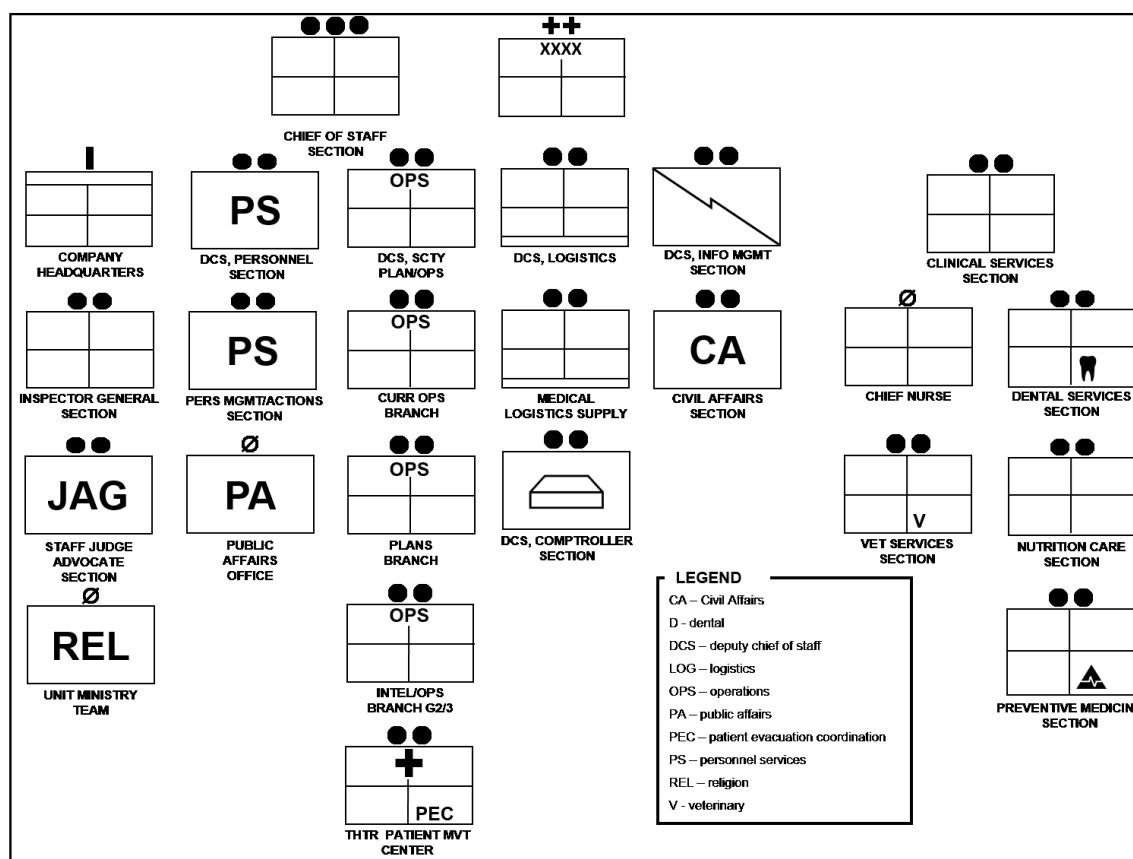 XXXX
CHIEF OF STAFF
SECTION
COMPANY
HEADQUARTERS
PS
DCS, PERSONNEL
SECTION
OPS
DCS, SCTY
PLAN/OPS
DCS, LOGISTICS
DCS, INFO MGMT
SECTION
CLINICAL SERVICES
SECTION
INSPECTOR GENERAL
SECTION
PS
PERS MGMT/ACTIONS
SECTION
OPS
CURR OPS
BRANCH
MEDICAL
LOGISTICS SUPPLY
CA
CIVIL AFFAIRS
SECTION
Ø
CHIEF NURSE
DENTAL SERVICES
SECTION
JAG
STAFF JUDGE
ADVOCATE
SECTION
Ø
PA
PUBLIC
AFFAIRS
OFFICE
OPS
PLANS
BRANCH
DCS, COMPTROLLER
SECTION
V
VET SERVICES
SECTION
NUTRITION CARE
SECTION
Ø
REL
UNIT MINISTRY
TEAM
OPS
INTEL/OPS
BRANCH G2/3
PREVENTIVE MEDICIN
SECTION
PEC
THTR PATIENT MVT
CENTER
LEGEND
CA – Civil Affairs
D - dental
DCS – deputy chief of staff
LOG – logistics
OPS – operations
PA – public affairs
PEC – patient evacuation coordination
PS – personnel services
REL – religion
V - veterinary